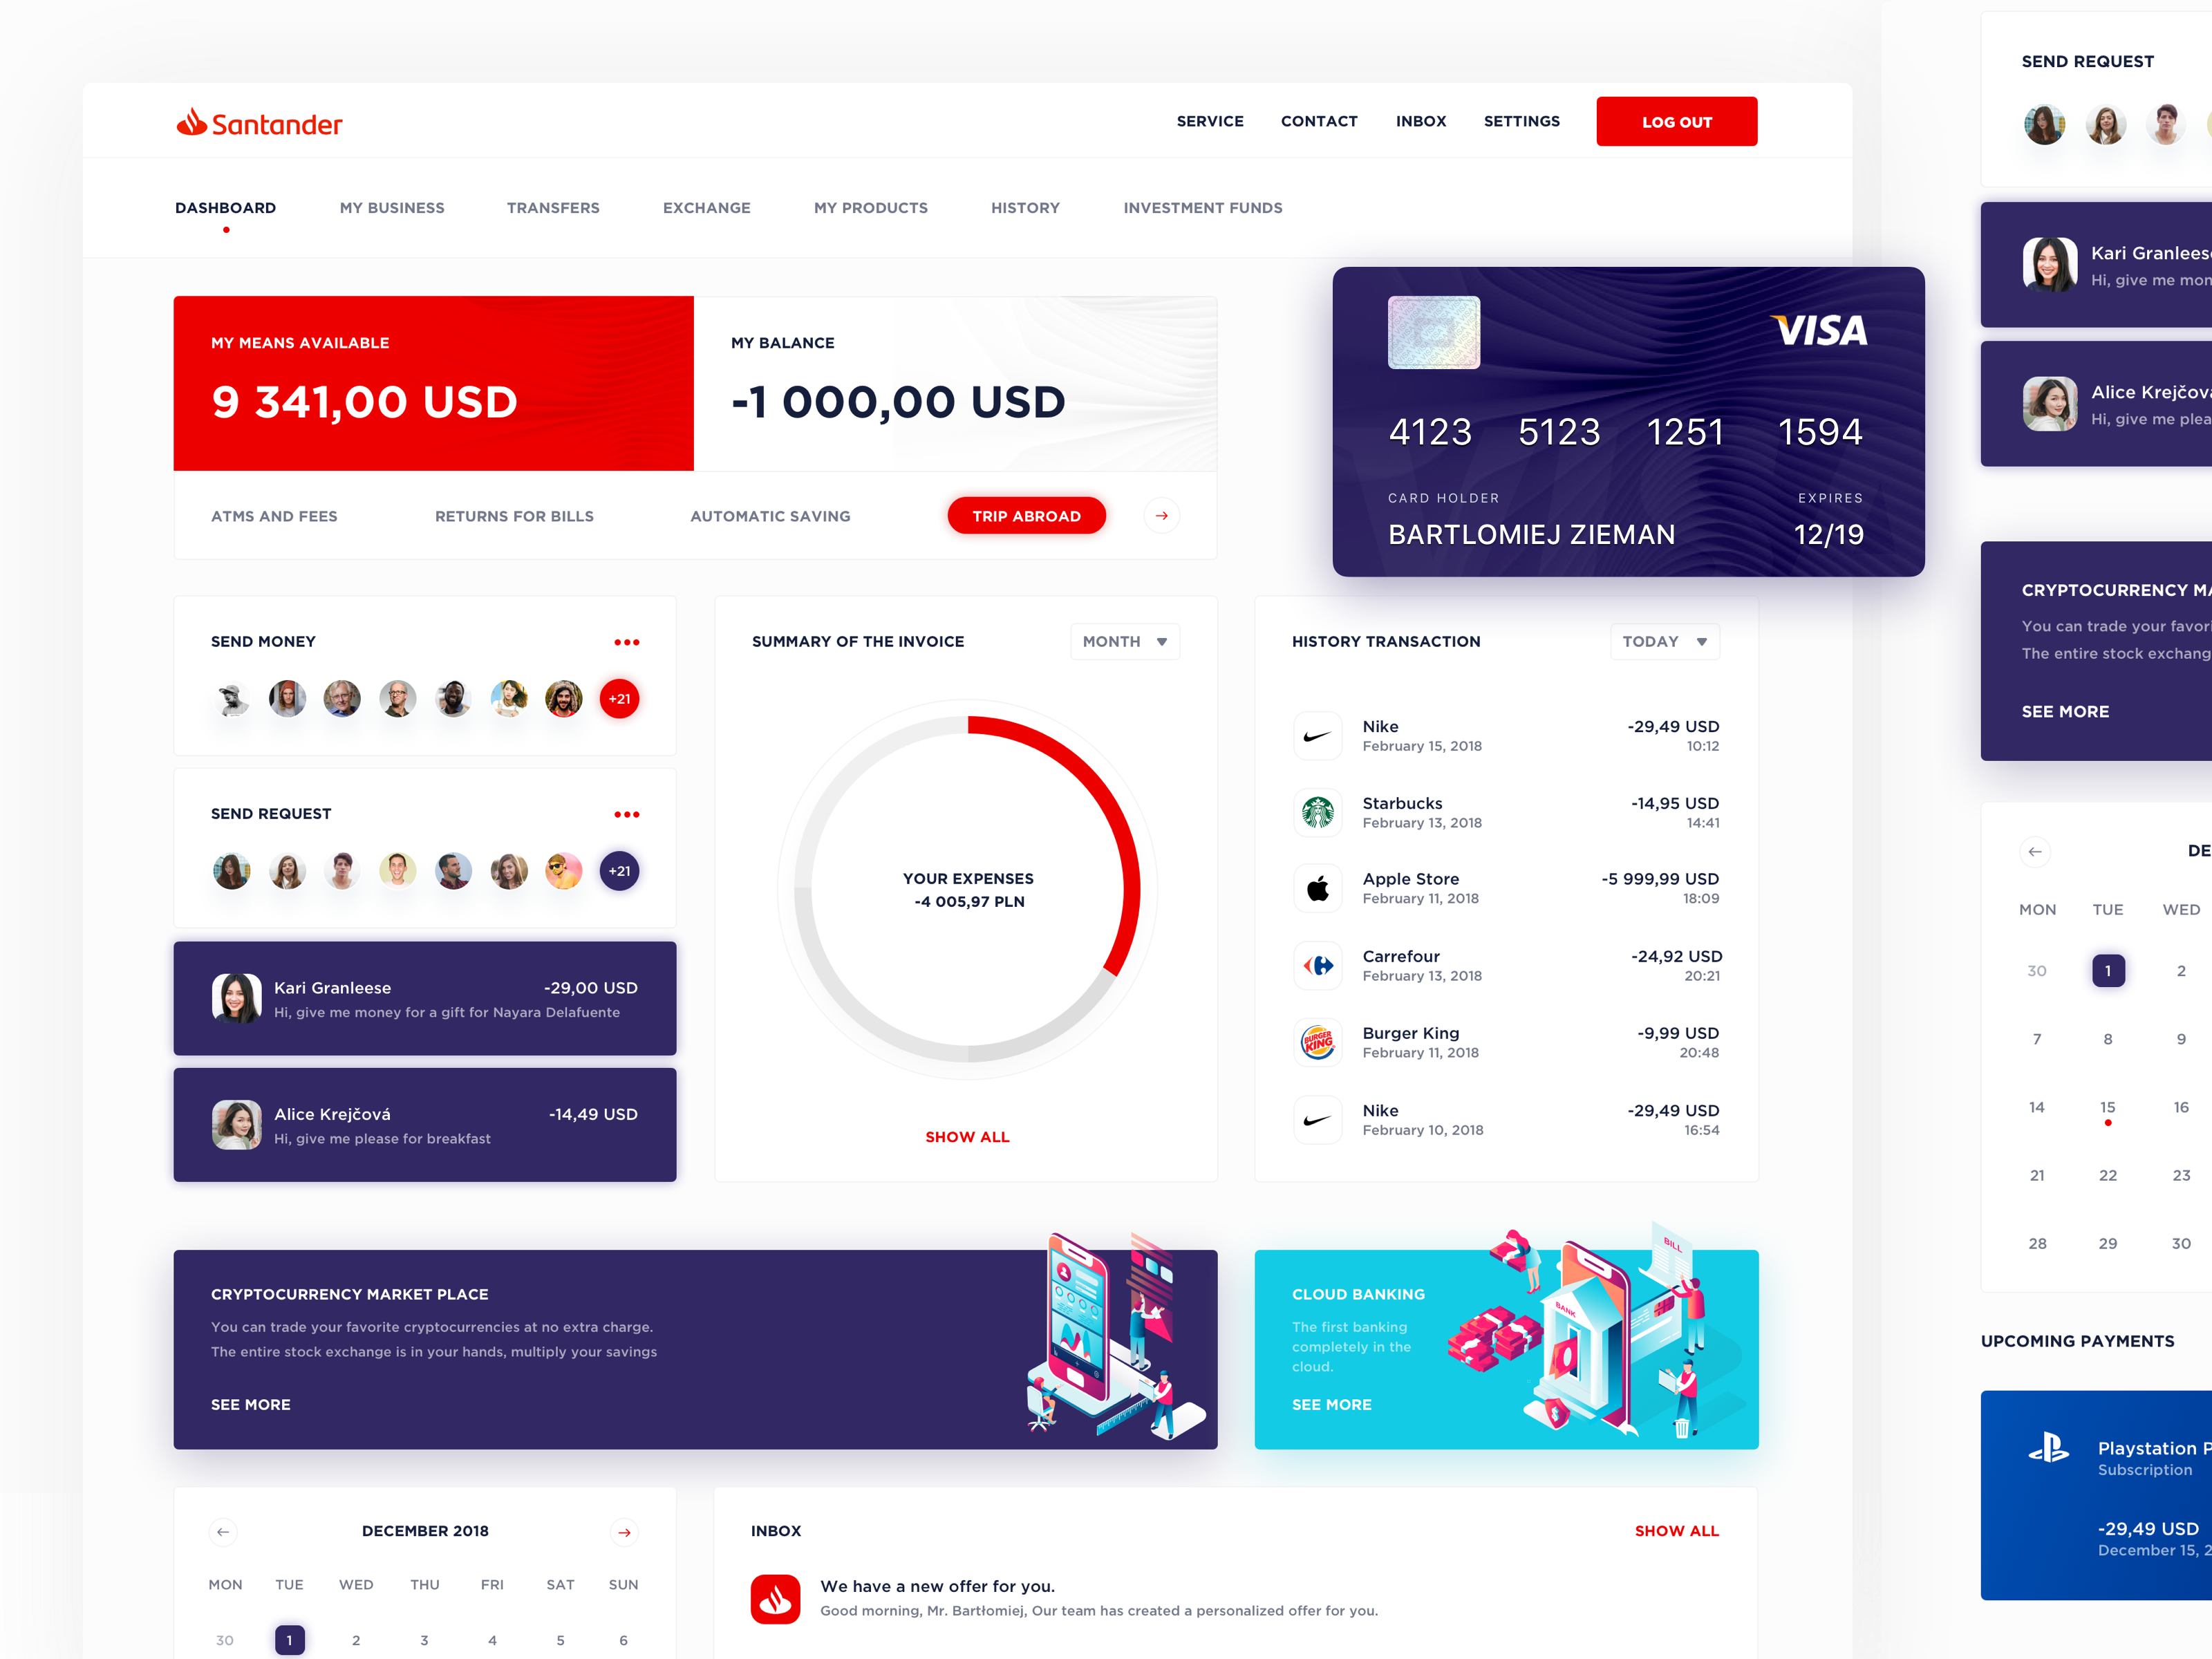 Santander
SERVICE
CONTACT
INBOX
SETTINGS
LOG OUT
DASHBOARD
MY BUSINESS
TRANSFERS
EXCHANGE
MY PRODUCTS
HISTORY
INVESTMENT FUNDS
MY MEANS AVAILABLE
9 341,00 USD
MY BALANCE
-1 000,00 USD
ATMS AND FEES
RETURNS FOR BILLS
AUTOMATIC SAVING
TRIP ABROAD
VISA
4123 5123 1251 1594
CARD HOLDER
EXPIRES
BARTLOMIEJ ZIEMAN
12/19
SEND MONEY
+21
SEND REQUEST
+21
Kari Granleese
-29,00 USD
Hi, give me money for a gift for Nayara Delafuente
Alice Krejčová
-14,49 USD
Hi, give me please for breakfast
SUMMARY OF THE INVOICE
MONTH
YOUR EXPENSES
-4 005,97 PLN
SHOW ALL
HISTORY TRANSACTION
TODAY
Nike
-29,49 USD
February 15, 2018
10:12
Starbucks
-14,95 USD
February 13, 2018
14:41
Apple Store
-5 999,99 USD
February 11, 2018
18:09
Carrefour
-24,92 USD
February 13, 2018
20:21
BURGER
KING
Burger King
-9,99 USD
February 11, 2018
20:48
Nike
-29,49 USD
February 10, 2018
16:54
CRYPTOCURRENCY MARKET PLACE
You can trade your favorite cryptocurrencies at no extra charge.
The entire stock exchange is in your hands, multiply your savings
SEE MORE
CLOUD BANKING
The first banking
completely in the
cloud.
SEE MORE
BILL
BANK
DECEMBER 2018
MON TUE WED THU FRI SAT SUN
30 1 2 3 4 5 6
INBOX
SHOW ALL
We have a new offer for you.
Good morning, Mr. Bartłomiej, Our team has created a personalized offer for you.
SEND REQUEST
Kari Granlees
Hi, give me mon
Alice Krejčov
Hi, give me plea
CRYPTOCURRENCY MA
You can trade your favori
The entire stock exchang
SEE MORE
DE
MON TUE WED
30 1 2
7 8 9
14 15 16
21 22 23
28 29 30
UPCOMING PAYMENTS
Playstation P
Subscription
-29,49 USD
December 15, 2